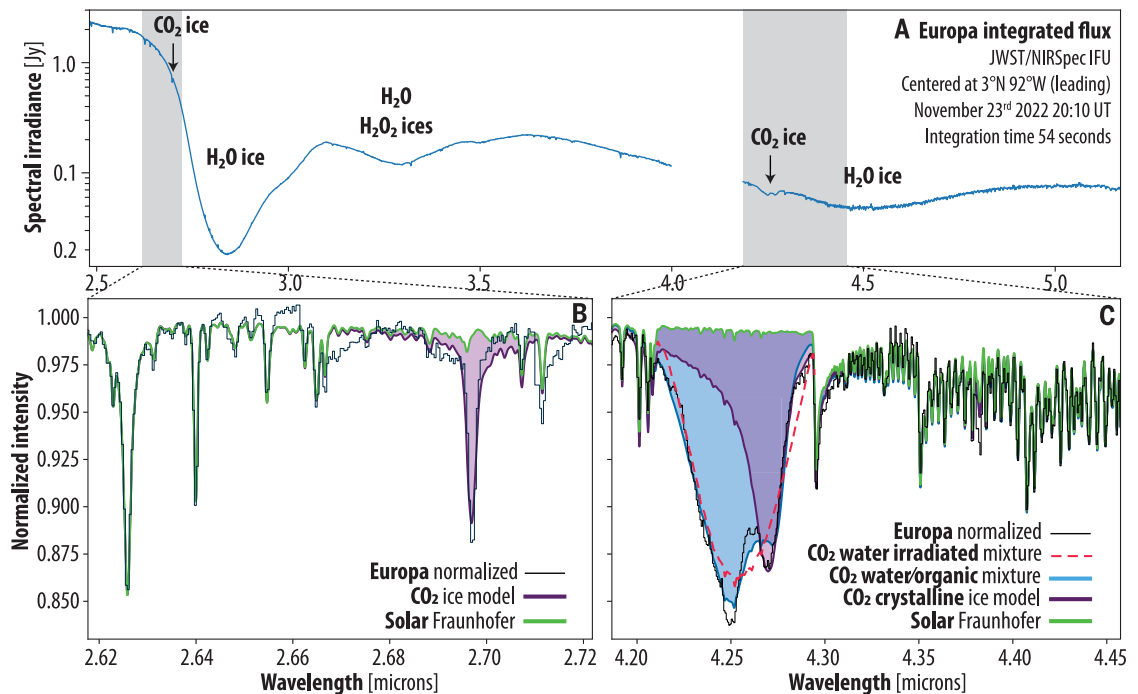 A Europa integrated flux
JWST/NIRSpec IFU
Centered at 3°N 92°W (leading)
November 23rd 2022 20:10 UT
Integration time 54 seconds
CO₂ ice
H₂O ice
H₂O
H₂O₂ ices
CO₂ ice
H₂O ice
Spectral irradiance [Jy]
1.0
0.1
0.2
2.5
3.0
3.5
4.0
4.5
5.0
B
Normalized intensity
1.000
0.975
0.950
0.925
0.900
0.875
0.850
Europa normalized
CO₂ ice model
Solar Fraunhofer
2.62
2.64
2.66
2.68
2.70
2.72
Wavelength [microns]
C
Europa normalized
CO₂ water irradiated mixture
CO₂ water/organic mixture
CO₂ crystalline ice model
Solar Fraunhofer
4.20
4.25
4.30
4.35
4.40
4.45
Wavelength [microns]